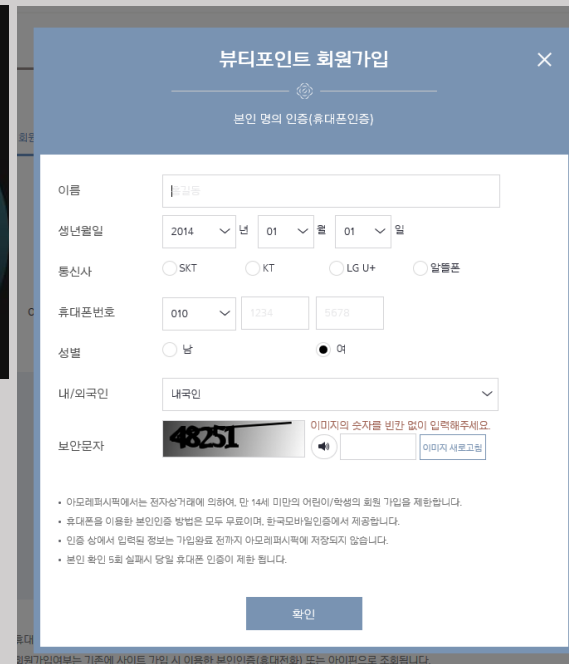 뷰티포인트 회원가입
본인 명의 인증(휴대폰인증)
이름 홍길동
생년월일 2014 년 01 월 01 일
통신사 SKT KT LG U+ 알뜰폰
휴대폰번호 010 1234 5678
성별 남 여
내/외국인 내국인
이미지의 숫자를 빈칸 없이 입력해주세요.
보안문자 48251 이미지 새로고침
• 아모레퍼시픽에서는 전자상거래에 의하여, 만 14세 미만의 어린이/학생의 회원 가입을 제한합니다.
• 휴대폰을 이용한 본인인증 방법은 모두 무료이며, 한국모바일인증에서 제공합니다.
• 인증 상에서 입력된 정보는 가입완료 전까지 아모레퍼시픽에 저장되지 않습니다.
• 본인 확인 5회 실패시 당일 휴대폰 인증이 제한 됩니다.
확인
회원가입여부는 기존에 사이트 가입 시 이용한 본인인증(휴대전화) 또는 아이핀으로 조회됩니다.